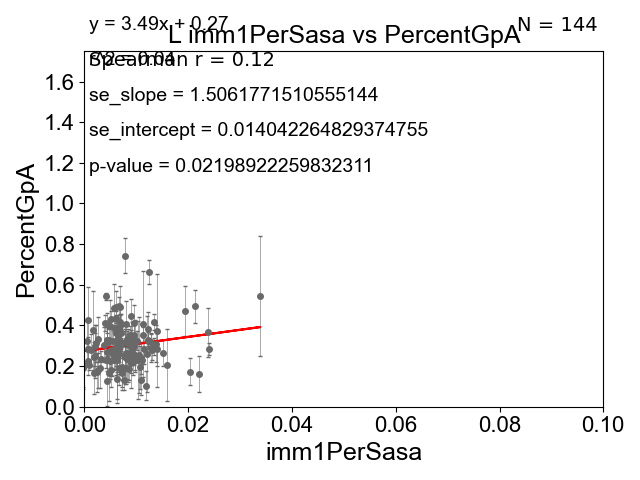 y = 3.49x + 0.27
N = 144
L imm1PerSasa vs PercentGpA
R^2 = 0.04
Spearman r = 0.12
se_slope = 1.5061771510555144
se_intercept = 0.014042264829374755
p-value = 0.02198922259832311
PercentGpA
1.6
1.4
1.2
1.0
0.8
0.6
0.4
0.2
0.0
0.00 0.02 0.04 0.06 0.08 0.10
imm1PerSasa